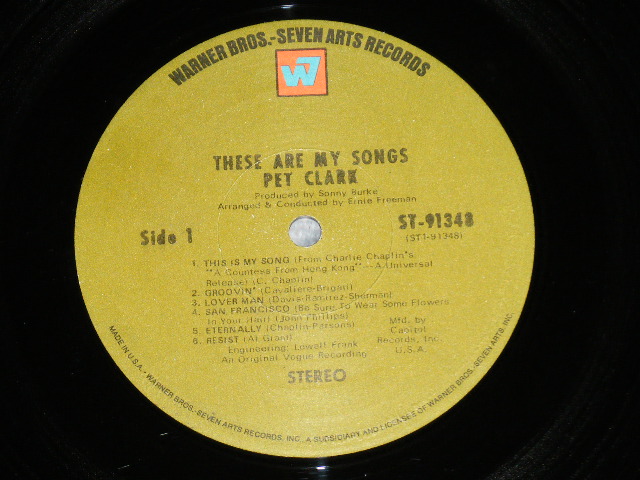 WARNER BROS.-SEVEN ARTS RECORDS
W7
THESE ARE MY SONGS
PET CLARK
Produced by Sonny Burke
Arranged & Conducted by Ernie Freeman
Side 1
ST-91348
(ST1-91348)
1. THIS IS MY SONG (From Charlie Chaplin's
"A Countess From Hong Kong"—A Universal
Release) (C. Chaplin)
2. GROOVIN' (Cavaliere-Brigati)
3. LOVER MAN (Davis-Ramirez-Sherman)
4. SAN FRANCISCO (Be Sure To Wear Some Flowers
In Your Hair) (John Phillips)
5. ETERNALLY (Chaplin-Parsons)
6. RESIST (Al Grant)
Engineering: Lowell Frank
An Original Vogue Recording
Mfd. by
Capitol
Records, Inc.
U.S.A.
STEREO
MADE IN U.S.A. - WARNER BROS.-SEVEN ARTS RECORDS, INC., A SUBSIDIARY AND LICENSEE OF WARNER BROS.-SEVEN ARTS, INC.